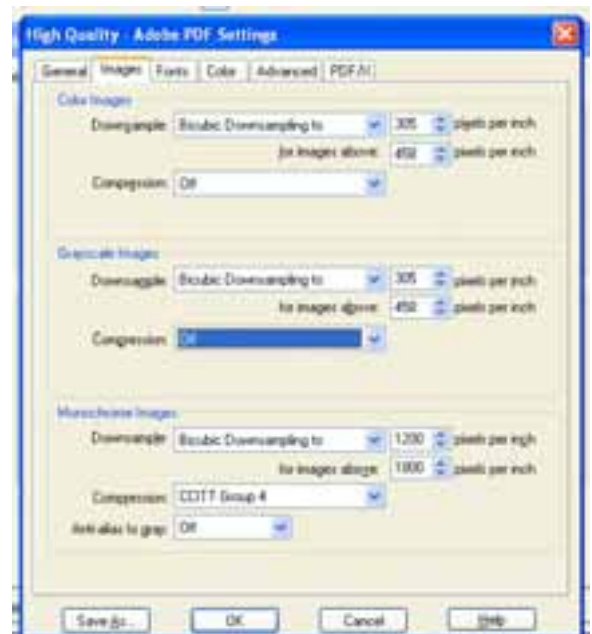 High Quality - Adobe PDF Settings
General Images Fonts Color Advanced PDF/X
Color Images
Downsample: Bicubic Downsampling to 305 pixels per inch
for images above: 450 pixels per inch
Compression: Off
Grayscale Images
Downsample: Bicubic Downsampling to 305 pixels per inch
for images above: 450 pixels per inch
Compression: Off
Monochrome Images
Downsample: Bicubic Downsampling to 1200 pixels per inch
for images above: 1800 pixels per inch
Compression: CCITT Group 4
Anti-alias to gray: Off
Save As... OK Cancel Help